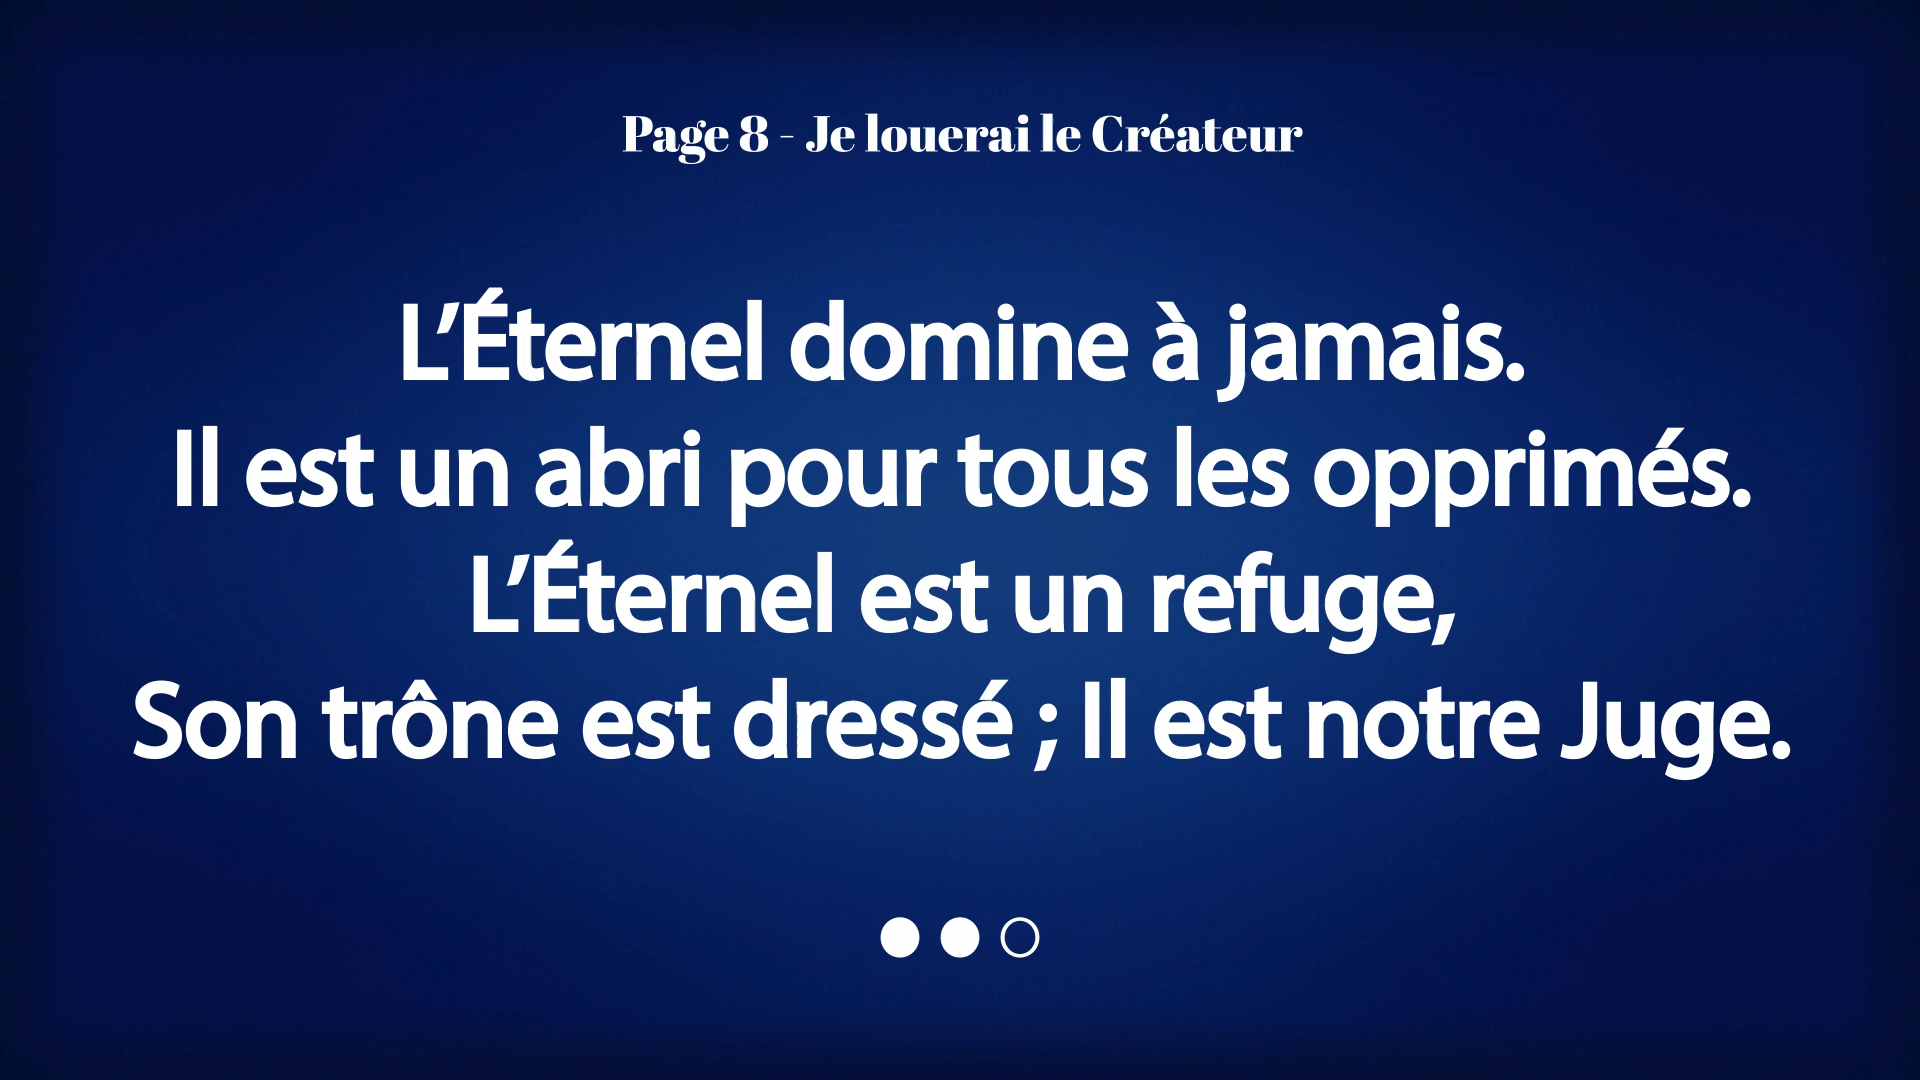 Page 8 - Je louerai le Créateur
L’Éternel domine à jamais.
Il est un abri pour tous les opprimés.
L’Éternel est un refuge,
Son trône est dressé ; Il est notre Juge.